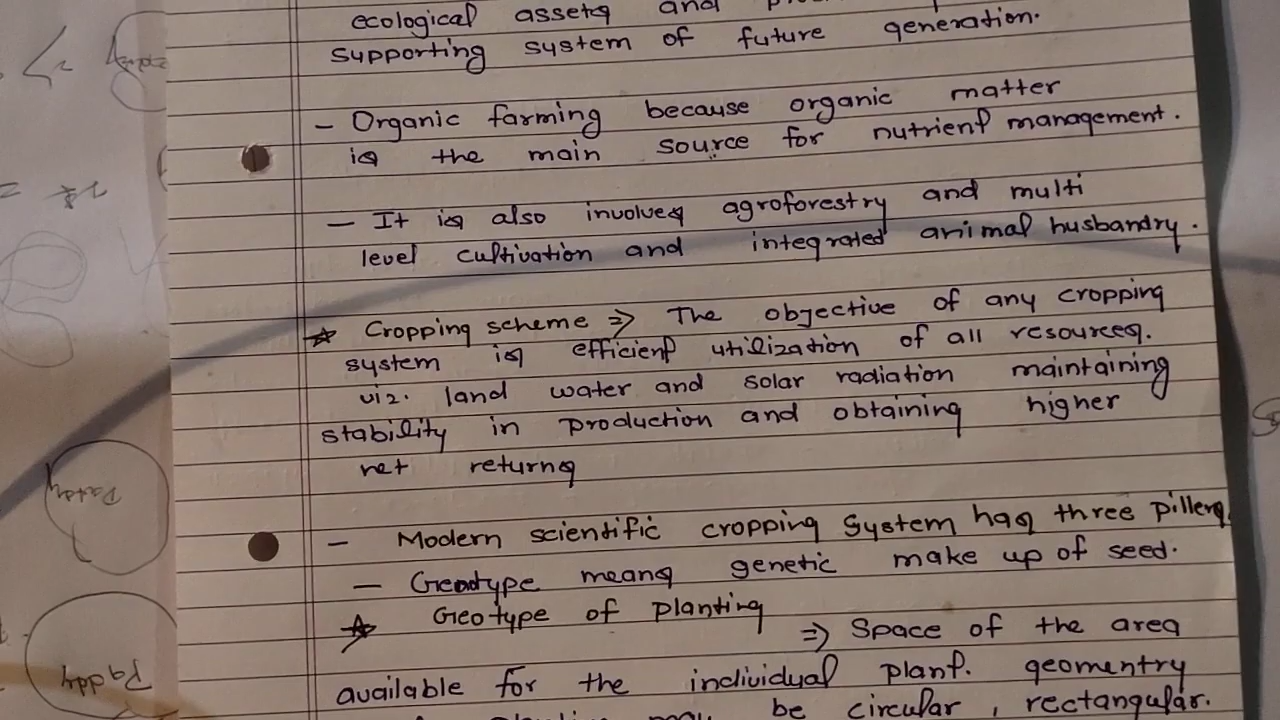 ecological assets and
supporting system of future generation.
- Organic farming because organic matter
is the main source for nutrient management.
- It is also involves agroforestry and multi
level cultivation and integrated animal husbandry.
☆ Cropping scheme ⇒ The objective of any cropping
system is efficient utilization of all resources.
viz. land water and solar radiation maintaining
stability in production and obtaining higher
net returns
- Modern scientific cropping system has three pillers
- Geotype means genetic make up of seed.
☆ Geotype of planting
⇒ Space of the area
available for the individual plant. geomentry
be circular, rectangular.
Paddy
Paddy